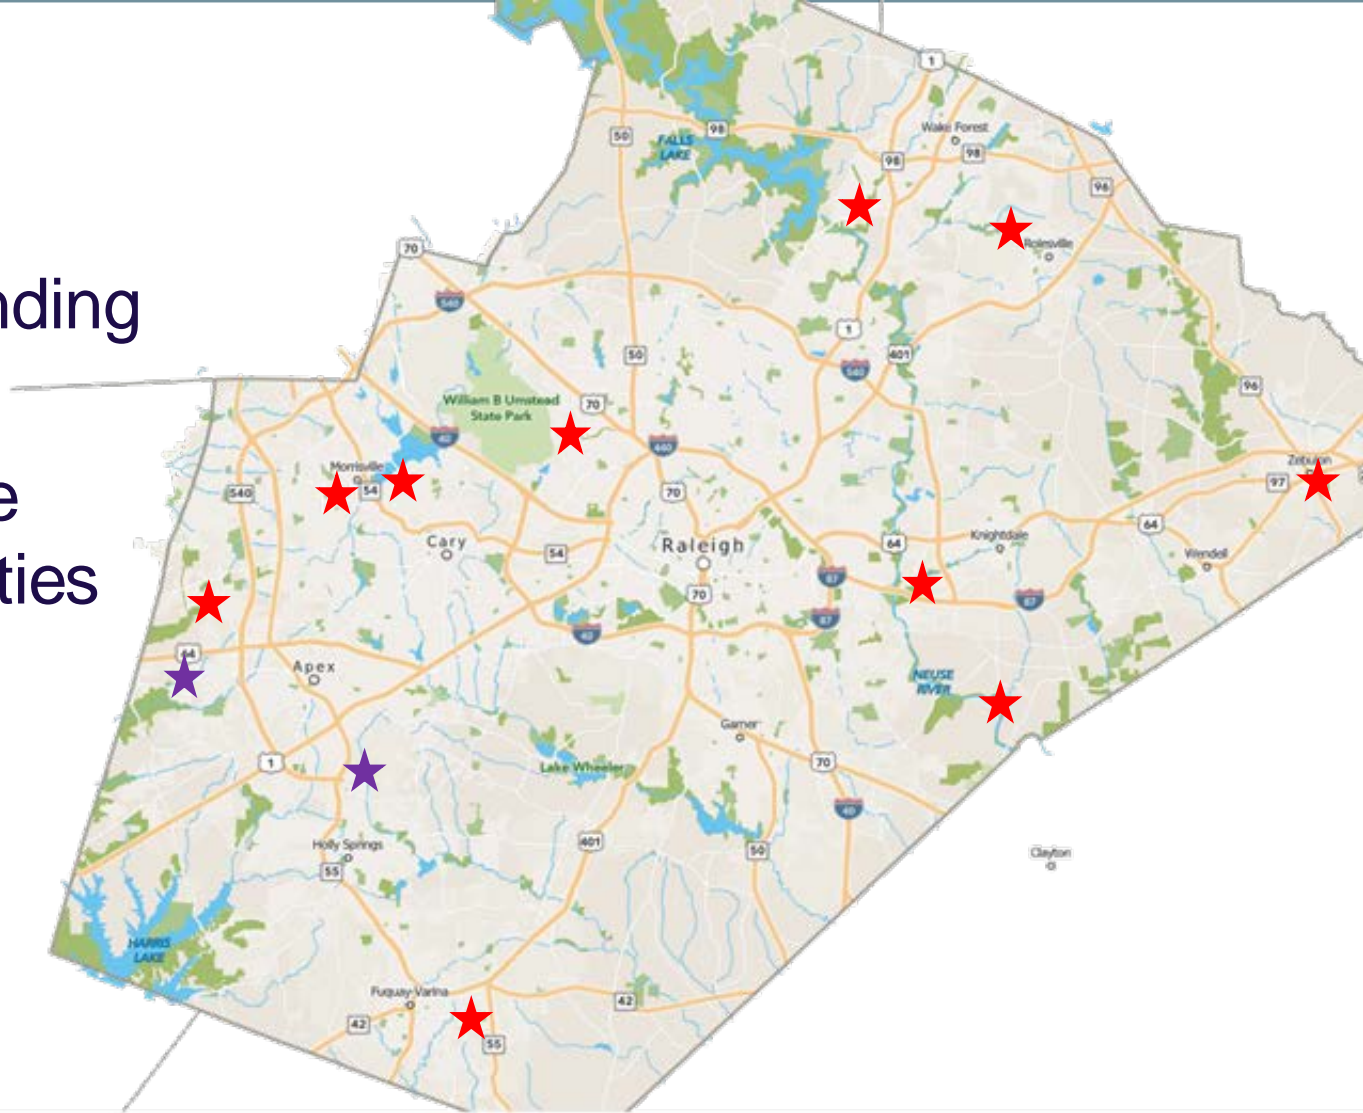 1
50
98
Wake Forest
FALLS
LAKE
98
98
96
70
Rolesville
nding
540
1
50
401
540
96
William B Umstead
State Park
70
40
440
Morrisville
Zebulon
54
540
70
97
e
64
Knightdale
64
Cary
54
Raleigh
Wendell
ties
87
70
87
87
40
64
Apex
NEUSE
RIVER
Garner
1
70
Lake Wheeler
40
401
50
Holly Springs
Clayton
55
HARRIS
LAKE
Fuquay-Varina
42
42
55